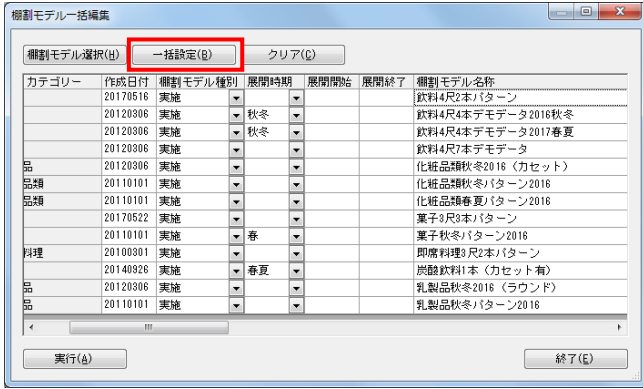 棚割モデル一括編集
棚割モデル選択(H) 一括設定(B) クリア(C)
カテゴリー 作成日付 棚割モデル種別 展開時期 展開開始 展開終了 棚割モデル名称
20170516 実施 飲料4尺2本パターン
20120306 実施 秋冬 飲料4尺4本デモデータ2016秋冬
20120306 実施 秋冬 飲料4尺4本デモデータ2017春夏
20120306 実施 飲料4尺7本デモデータ
品 20120306 実施 化粧品類秋冬2016（カセット）
品類 20110101 実施 化粧品類秋冬パターン2016
品類 20110101 実施 化粧品類春夏パターン2016
20170522 実施 菓子3尺3本パターン
20110101 実施 春 菓子秋冬パターン2016
料理 20100301 実施 即席料理3尺2本パターン
20140926 実施 春夏 炭酸飲料1本（カセット有）
品 20120306 実施 乳製品秋冬2016（ラウンド）
品 20110101 実施 乳製品秋冬パターン2016
実行(A) 終了(E)